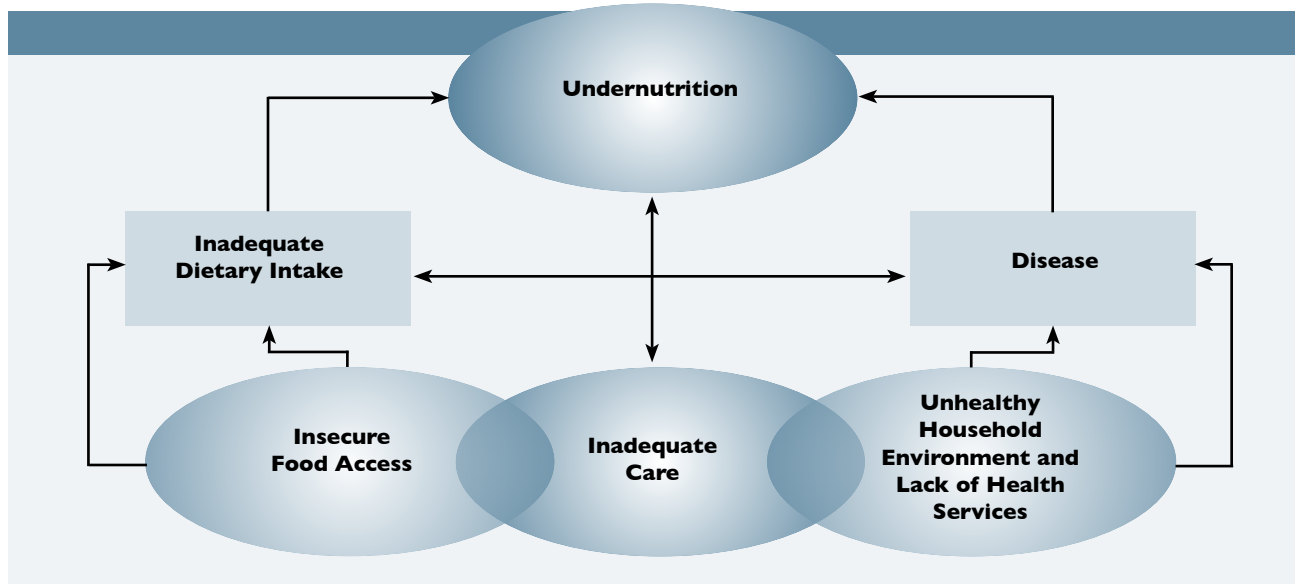 Undernutrition
Inadequate
Dietary Intake
Disease
Insecure
Food Access
Inadequate
Care
Unhealthy
Household
Environment and
Lack of Health
Services